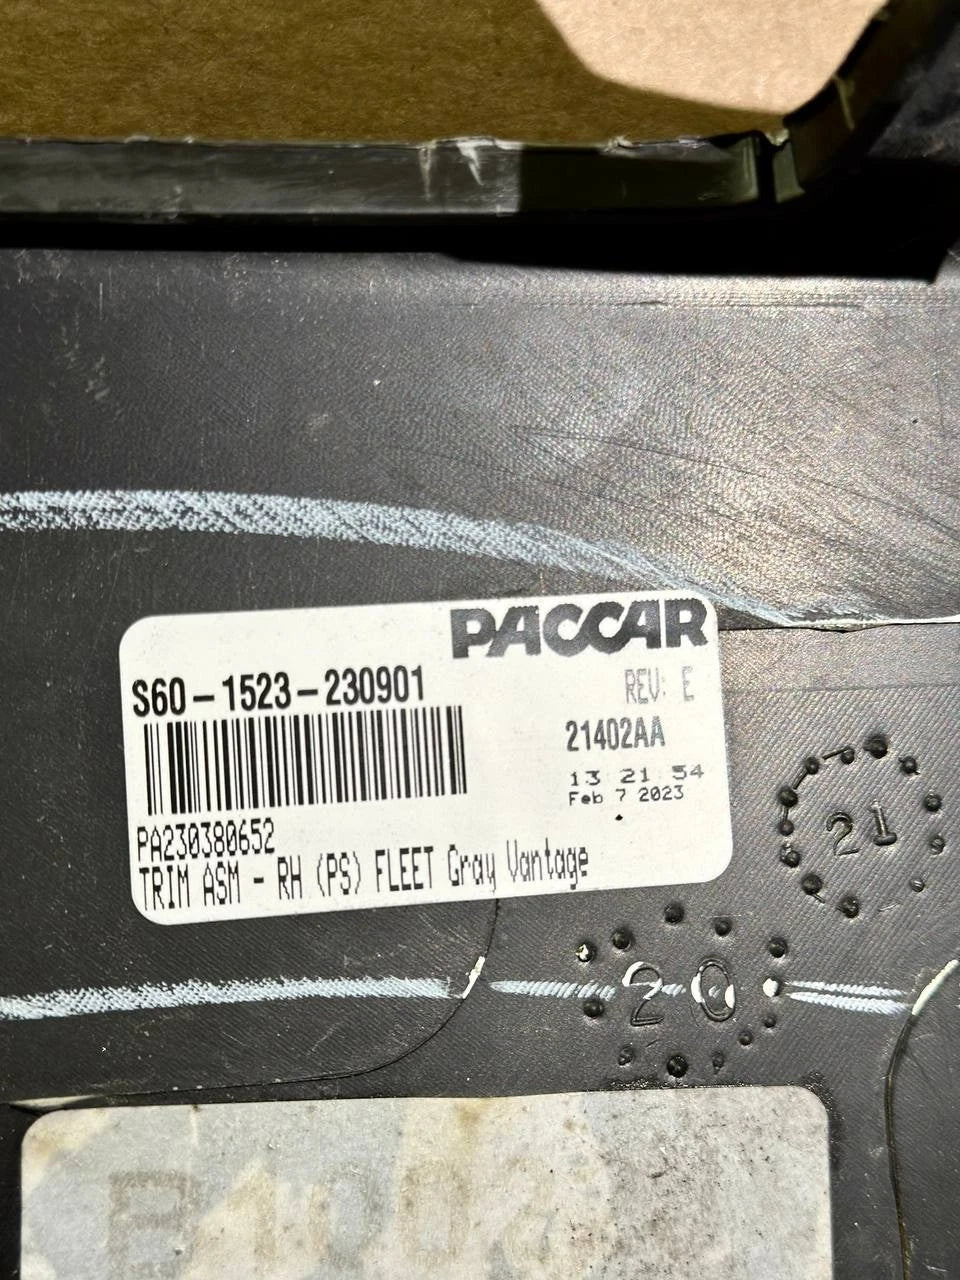 PACCAR
S60-1523-230901
REV: E
21402AA
13 21 54
Feb 7 2023
PA230380652
TRIM ASM - RH (PS) FLEET Gray Vantage
21
20